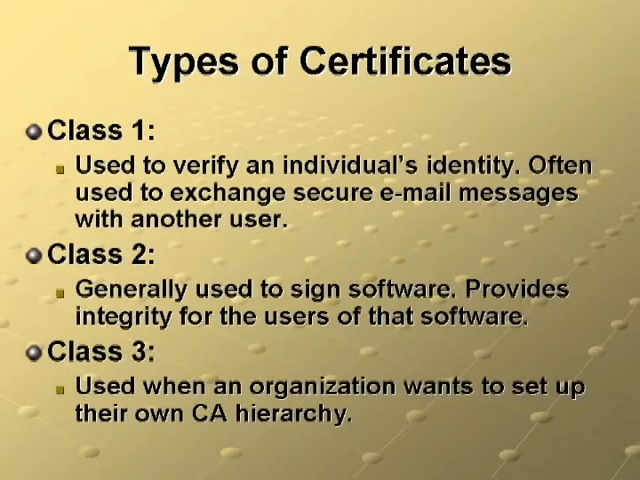 Types of Certificates
Class 1:
Used to verify an individual's identity. Often
used to exchange secure e-mail messages
with another user.
Class 2:
Generally used to sign software. Provides
integrity for the users of that software.
Class 3:
Used when an organization wants to set up
their own CA hierarchy.